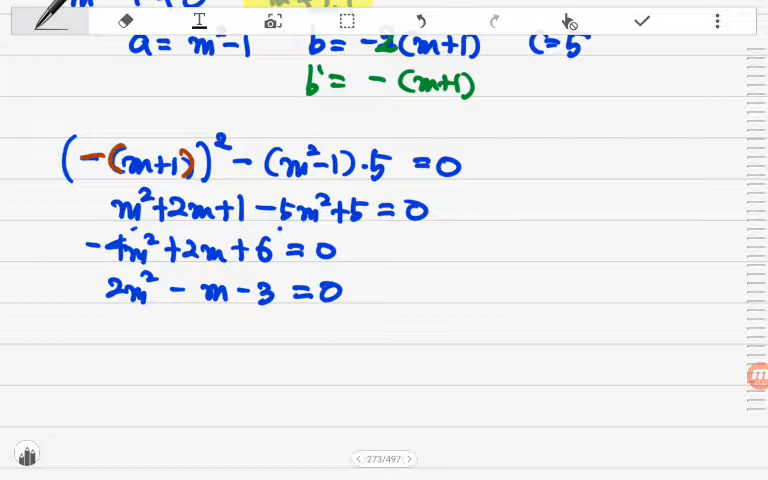 a = m²-1 b = -2(m+1) C=5
b' = - (m+1)
(-(m+1))² - (m²-1)·5 = 0
m²+2m+1 -5m²+5 = 0
-4m²+2m+6 = 0
2m² - m - 3 = 0
273/497